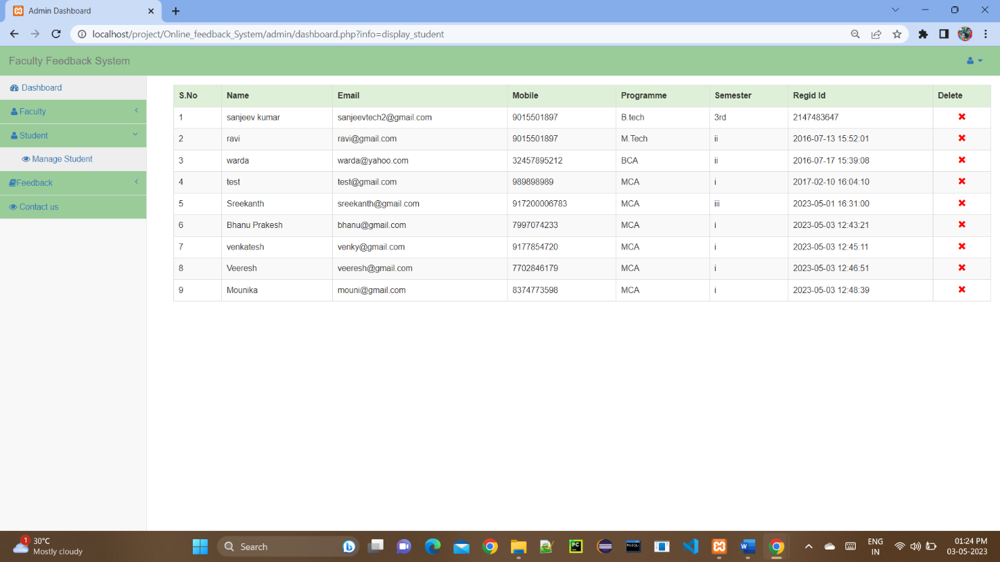 Admin Dashboard
localhost/project/Online_feedback_System/admin/dashboard.php?info=display_student
Faculty Feedback System
Dashboard
Faculty
Student
Manage Student
Feedback
Contact us
S.No Name Email Mobile Programme Semester Regid Id Delete
1 sanjeev kumar sanjeevtech2@gmail.com 9015501897 B.tech 3rd 2147483647
2 ravi ravi@gmail.com 9015501897 M.Tech ii 2016-07-13 15:52:01
3 warda warda@yahoo.com 32457895212 BCA ii 2016-07-17 15:39:08
4 test test@gmail.com 989898989 MCA i 2017-02-10 16:04:10
5 Sreekanth sreekanth@gmail.com 917200006783 MCA iii 2023-05-01 16:31:00
6 Bhanu Prakesh bhanu@gmail.com 7997074233 MCA i 2023-05-03 12:43:21
7 venkatesh venky@gmail.com 9177854720 MCA i 2023-05-03 12:45:11
8 Veeresh veeresh@gmail.com 7702846179 MCA i 2023-05-03 12:46:51
9 Mounika mouni@gmail.com 8374773598 MCA i 2023-05-03 12:48:39
1
30°C
Mostly cloudy
Search
PC
W
ENG
IN
01:24 PM
03-05-2023